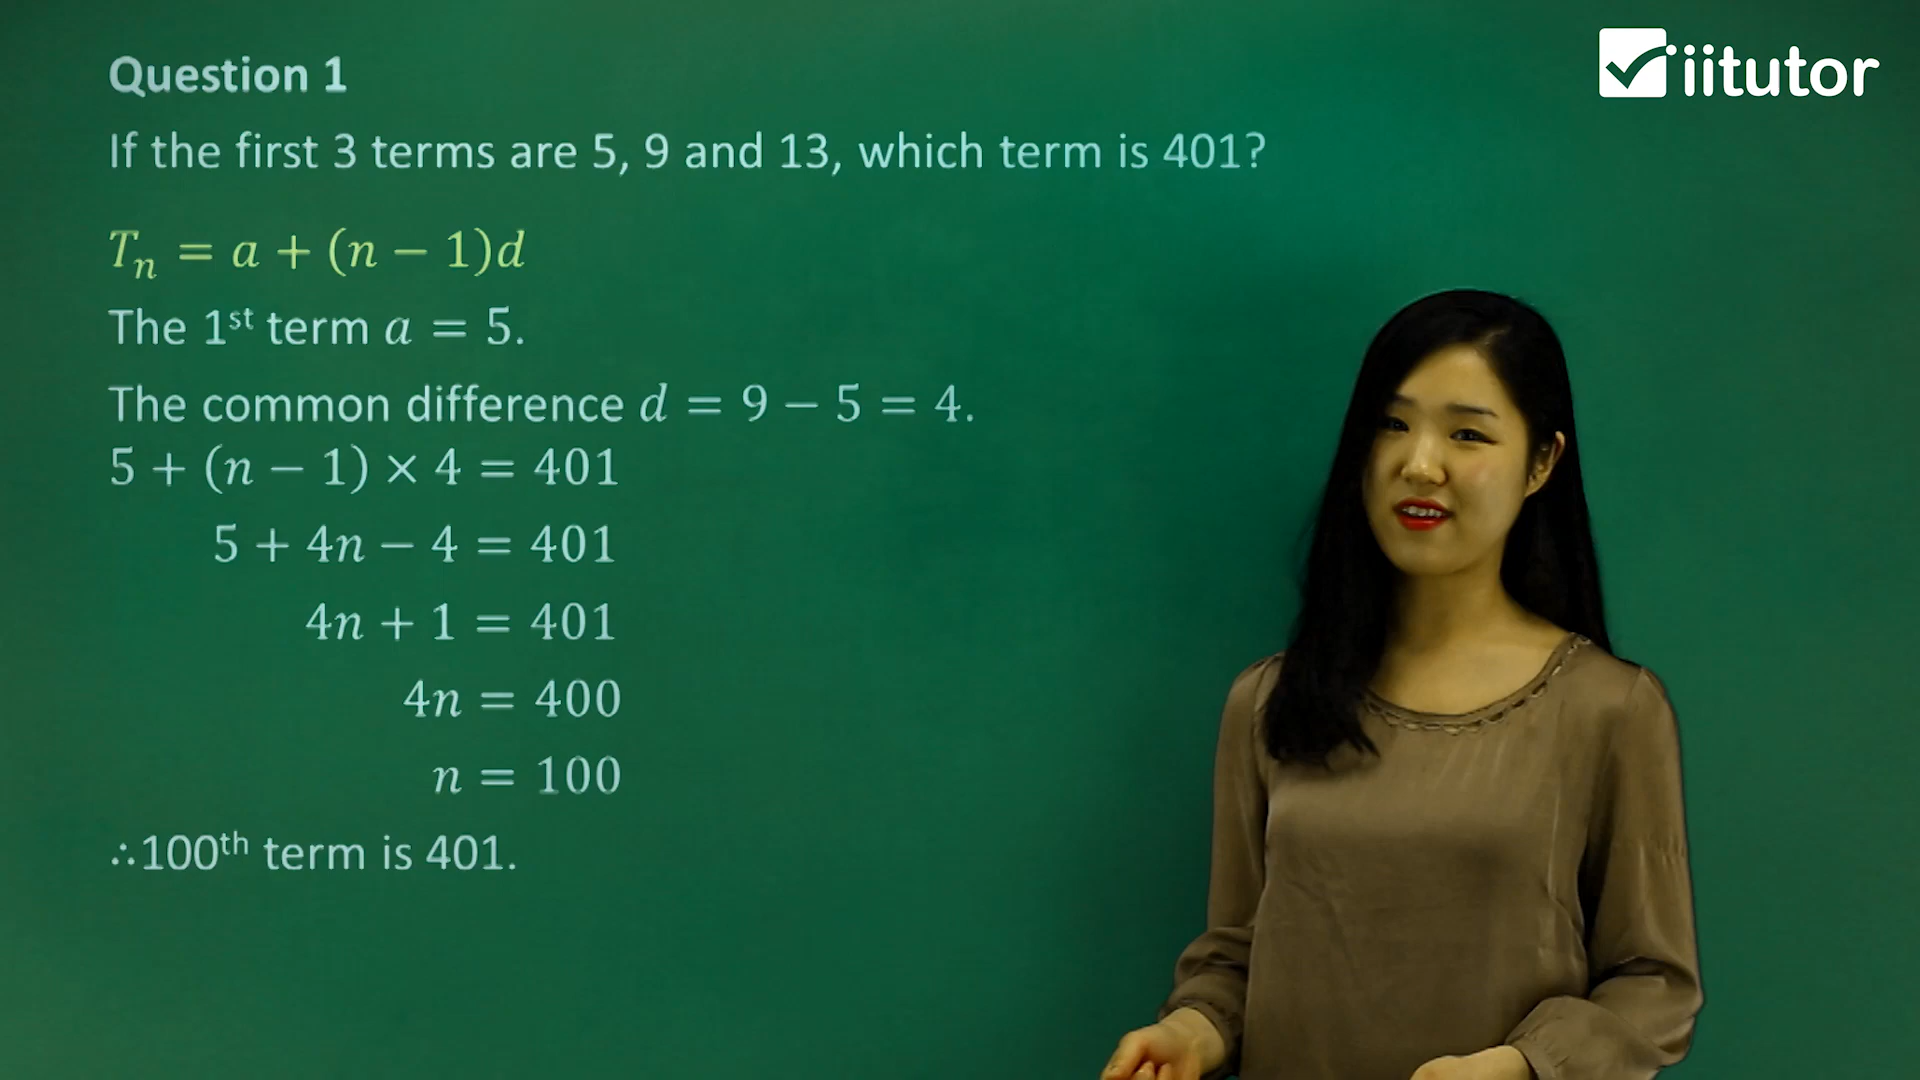 iitutor
Question 1
If the first 3 terms are 5, 9 and 13, which term is 401?
Tₙ = a + (n − 1)d
The 1ˢᵗ term a = 5.
The common difference d = 9 − 5 = 4.
5 + (n − 1) × 4 = 401
5 + 4n − 4 = 401
4n + 1 = 401
4n = 400
n = 100
∴100ᵗʰ term is 401.